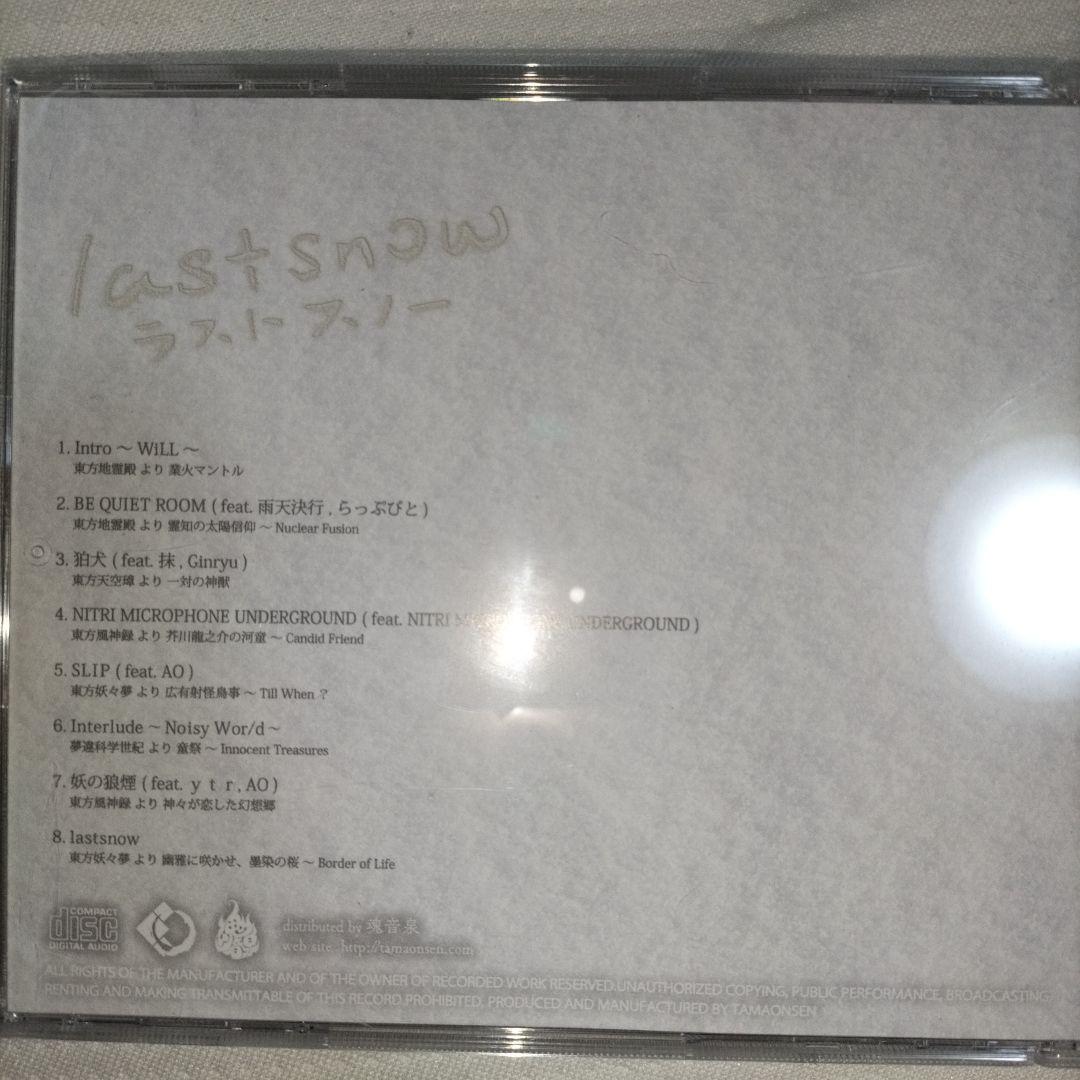 lastsnow
ラストスノー
1. Intro ～ WiLL ～
東方地霊殿 より 業火マントル
2. BE QUIET ROOM ( feat. 雨天決行 , らっぷびと )
東方地霊殿 より 霊知の太陽信仰 ～ Nuclear Fusion
3. 狛犬 ( feat. 抹 , Ginryu )
東方天空璋 より 一対の神獣
4. NITRI MICROPHONE UNDERGROUND ( feat. NITRI MICROPHONE UNDERGROUND )
東方風神録 より 芥川龍之介の河童 ～ Candid Friend
5. SLIP ( feat. AO )
東方妖々夢 より 広有射怪鳥事 ～ Till When ?
6. Interlude ～ Noisy Wor/d ～
夢違科学世紀 より 童祭 ～ Innocent Treasures
7. 妖の狼煙 ( feat. ｙｔｒ, AO )
東方風神録 より 神々が恋した幻想郷
8. lastsnow
東方妖々夢 より 幽雅に咲かせ、墨染の桜 ～ Border of Life
COMPACT
disc
DIGITAL AUDIO
distributed by 魂音泉
web site http://tamaonsen.com
ALL RIGHTS OF THE MANUFACTURER AND OF THE OWNER OF RECORDED WORK RESERVED.UNAUTHORIZED COPYING, PUBLIC PERFORMANCE, BROADCASTING,
RENTING AND MAKING TRANSMITTABLE OF THIS RECORD PROHIBITED. PRODUCED AND MANUFACTURED BY TAMAONSEN